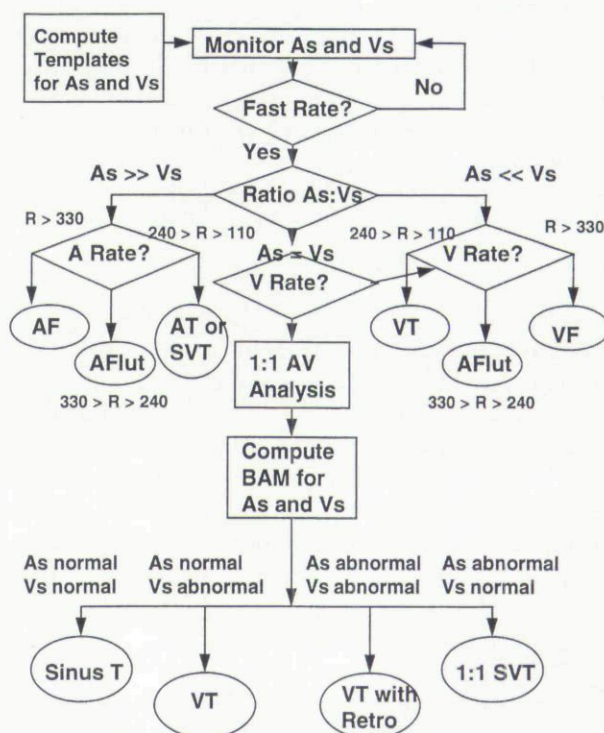 Compute
Templates
for As and Vs
Monitor As and Vs
No
Fast Rate?
Yes
As >> Vs
Ratio As:Vs
As << Vs
R > 330
240 > R > 110
As = Vs
240 > R > 110
R > 330
A Rate?
V Rate?
V Rate?
AF
AFlut
AT or
SVT
330 > R > 240
1:1 AV
Analysis
VT
AFlut
VF
330 > R > 240
Compute
BAM for
As and Vs
As normal
Vs normal
As normal
Vs abnormal
As abnormal
Vs abnormal
As abnormal
Vs normal
Sinus T
VT
VT with
Retro
1:1 SVT